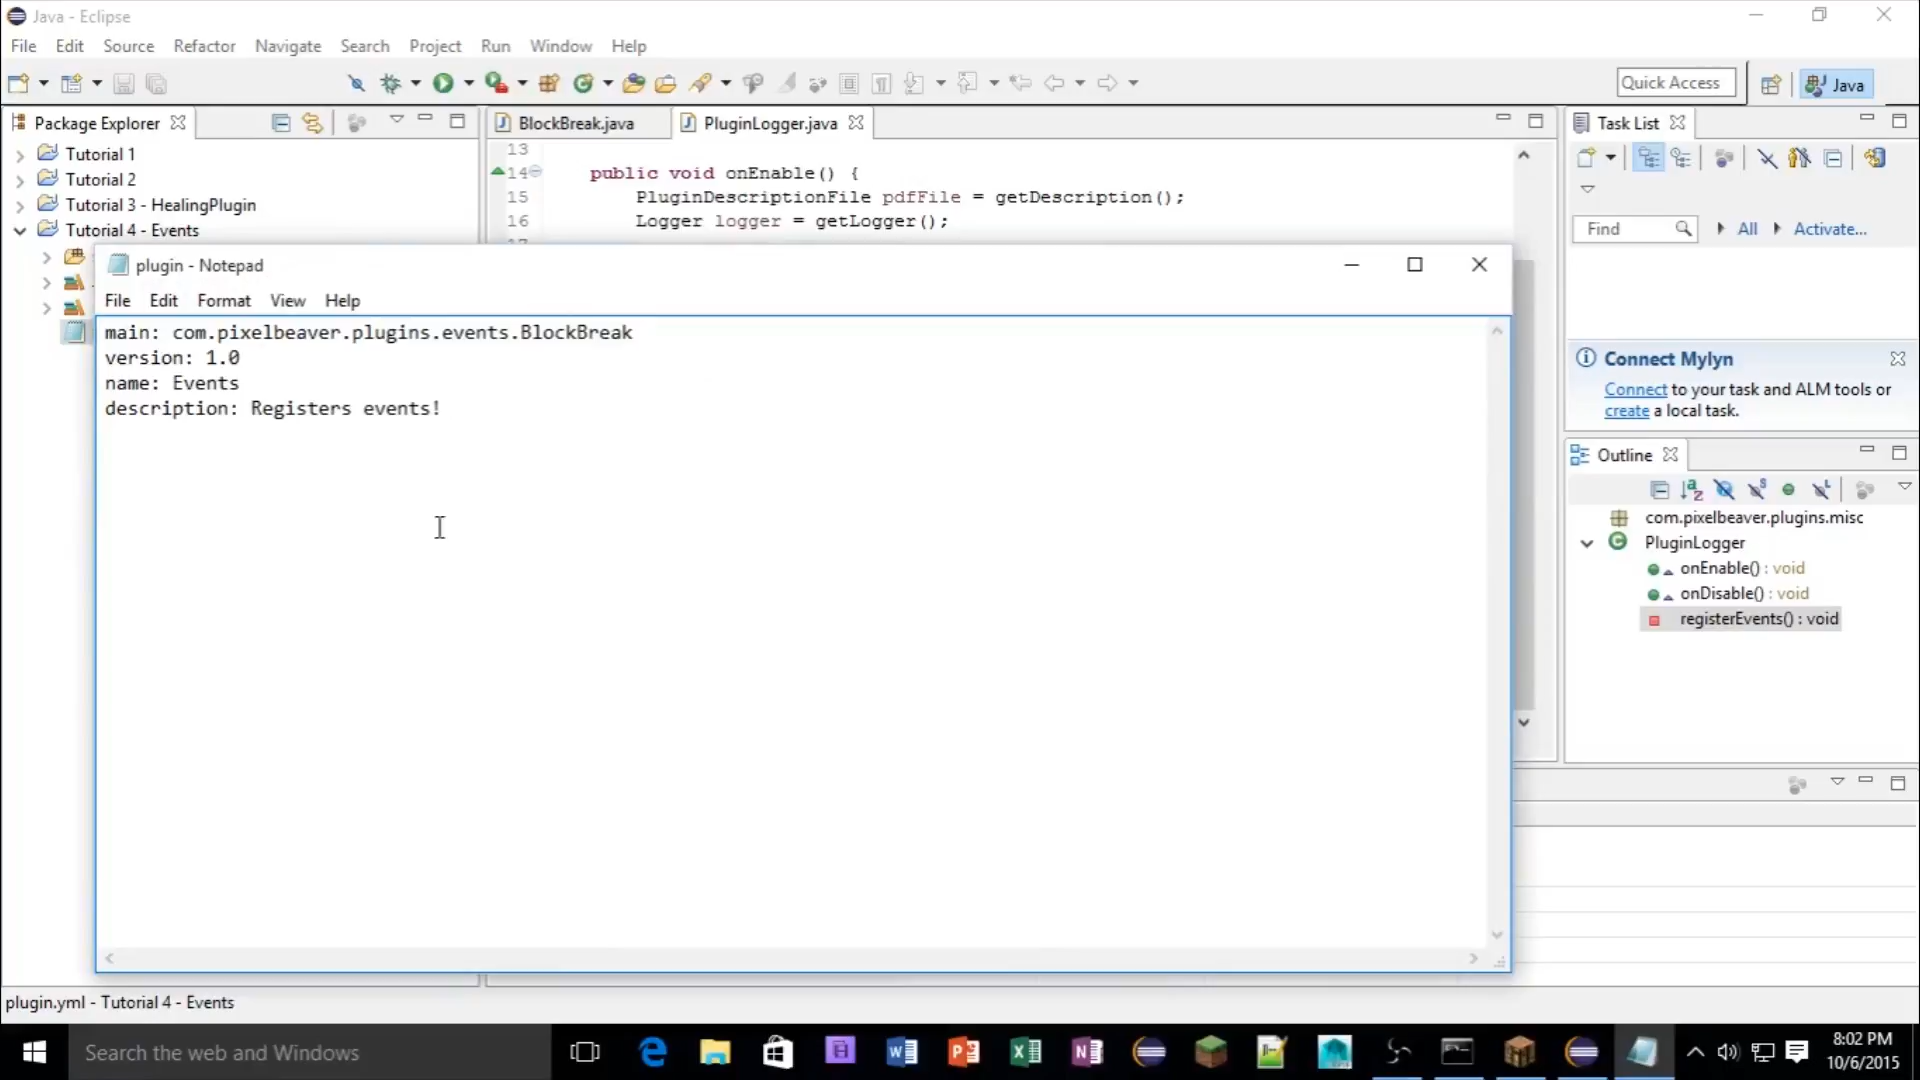 Java - Eclipse
File Edit Source Refactor Navigate Search Project Run Window Help
Quick Access
Java
Package Explorer
Tutorial 1
Tutorial 2
Tutorial 3 - HealingPlugin
Tutorial 4 - Events
BlockBreak.java
PluginLogger.java
13
14 public void onEnable() {
15 PluginDescriptionFile pdfFile = getDescription();
16 Logger logger = getLogger();
plugin - Notepad
File Edit Format View Help
main: com.pixelbeaver.plugins.events.BlockBreak
version: 1.0
name: Events
description: Registers events!
Task List
Find All Activate...
Connect Mylyn
Connect to your task and ALM tools or
create a local task.
Outline
com.pixelbeaver.plugins.misc
PluginLogger
onEnable() : void
onDisable() : void
registerEvents() : void
plugin.yml - Tutorial 4 - Events
Search the web and Windows
8:02 PM
10/6/2015